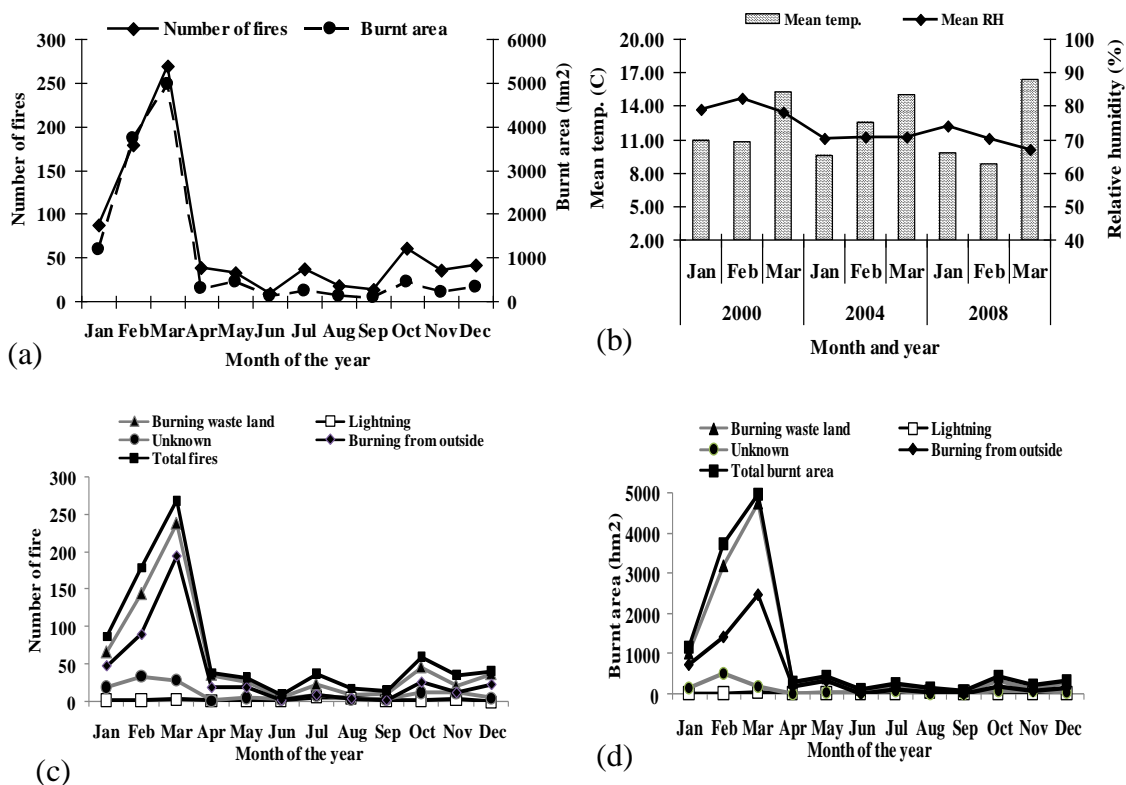 Number of fires Burnt area
300 6000
250 5000
200 4000
150 3000
100 2000
50 1000
0 0
Number of fires
Burnt area (hm2)
Jan Feb Mar Apr May Jun Jul Aug Sep Oct Nov Dec
Month of the year
(a)
Mean temp. Mean RH
20.00 100
17.00 90
14.00 80
11.00 70
8.00 60
5.00 50
2.00 40
Mean temp. (C)
Relative humidity (%)
Jan Feb Mar Jan Feb Mar Jan Feb Mar
2000 2004 2008
Month and year
(b)
Burning waste land Lightning
Unknown Burning from outside
Total fires
300
250
200
150
100
50
0
Number of fire
Jan Feb Mar Apr May Jun Jul Aug Sep Oct Nov Dec
Month of the year
(c)
Burning waste land Lightning
Unknown Burning from outside
Total burnt area
5000
4000
3000
2000
1000
0
Burnt area (hm2)
Jan Feb Mar Apr May Jun Jul Aug Sep Oct Nov Dec
Month of the year
(d)